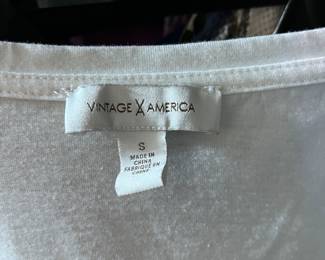 VINTAGE AMERICA
S
MADE IN
CHINA
FABRIQUÉ EN
CHINE